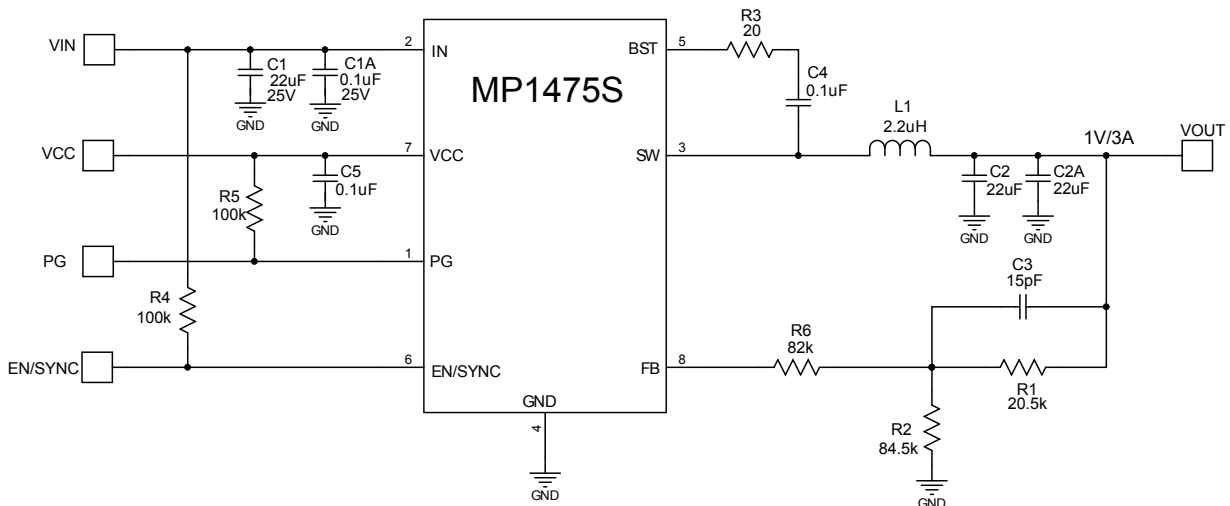 VIN
VCC
PG
EN/SYNC
R4
100k
R5
100k
C1
22uF
25V
GND
C1A
0.1uF
25V
GND
C5
0.1uF
GND
2
7
1
6
IN
VCC
PG
EN/SYNC
MP1475S
BST
SW
FB
GND
4
GND
5
3
8
R3
20
C4
0.1uF
L1
2.2uH
1V/3A
VOUT
C2
22uF
GND
C2A
22uF
GND
C3
15pF
R6
82k
R1
20.5k
R2
84.5k
GND